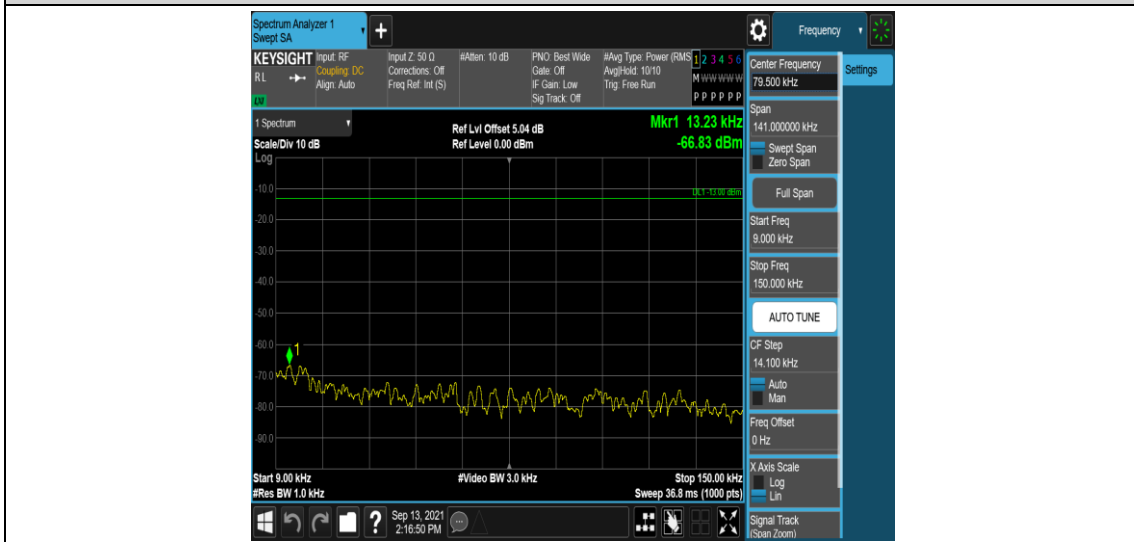 Spectrum Analyzer 1
Swept SA
Frequency
KEYSIGHT
RL
LXI
Input: RF
Coupling: DC
Align: Auto
Input Z: 50 Ω
Corrections: Off
Freq Ref: Int (S)
#Atten: 10 dB
PNO: Best Wide
Gate: Off
IF Gain: Low
Sig Track: Off
#Avg Type: Power (RMS
Avg|Hold: 10/10
Trig: Free Run
1 2 3 4 5 6
M W W W W W
P P P P P P
Center Frequency
79.500 kHz
Settings
Span
141.000000 kHz
Swept Span
Zero Span
Full Span
Start Freq
9.000 kHz
Stop Freq
150.000 kHz
AUTO TUNE
CF Step
14.100 kHz
Auto
Man
Freq Offset
0 Hz
X Axis Scale
Log
Lin
Signal Track
(Span Zoom)
1 Spectrum
Scale/Div 10 dB
Log
Ref Lvl Offset 5.04 dB
Ref Level 0.00 dBm
Mkr1 13.23 kHz
-66.83 dBm
DL1 -13.00 dBm
-10.0
-20.0
-30.0
-40.0
-50.0
-60.0
1
-70.0
-80.0
-90.0
Start 9.00 kHz
#Res BW 1.0 kHz
#Video BW 3.0 kHz
Stop 150.00 kHz
Sweep 36.8 ms (1000 pts)
Sep 13, 2021
2:16:50 PM